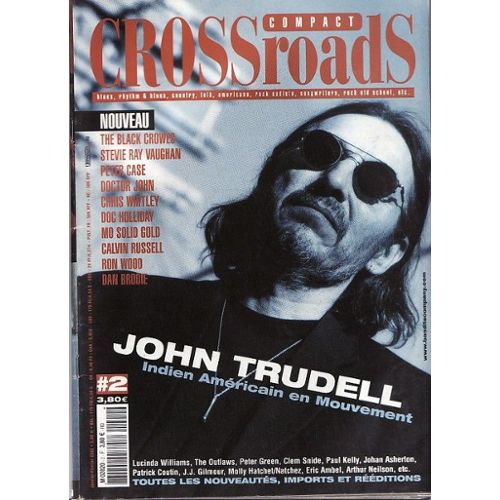 COMPACT
CROSSroadS
blues, rhythm & blues, country, folk, americana, rock sudiste, songwriters, rock old school, etc.
NOUVEAU
THE BLACK CROWES
STEVIE RAY VAUGHAN
PETER CASE
DOCTOR JOHN
CHRIS WHITLEY
DOC HOLLIDAY
MO SOLID GOLD
CALVIN RUSSELL
RON WOOD
DAN BRODIE
www.banditscompany.com
JOHN TRUDELL
Indien Américain en Mouvement
#2
3,80€
Lucinda Williams, The Outlaws, Peter Green, Clem Snide, Paul Kelly, Johan Asherton,
Patrick Coutin, J.J. Gilmour, Molly Hatchet/Natchez, Eric Ambel, Arthur Neilson, etc.
TOUTES LES NOUVEAUTÉS, IMPORTS ET RÉÉDITIONS